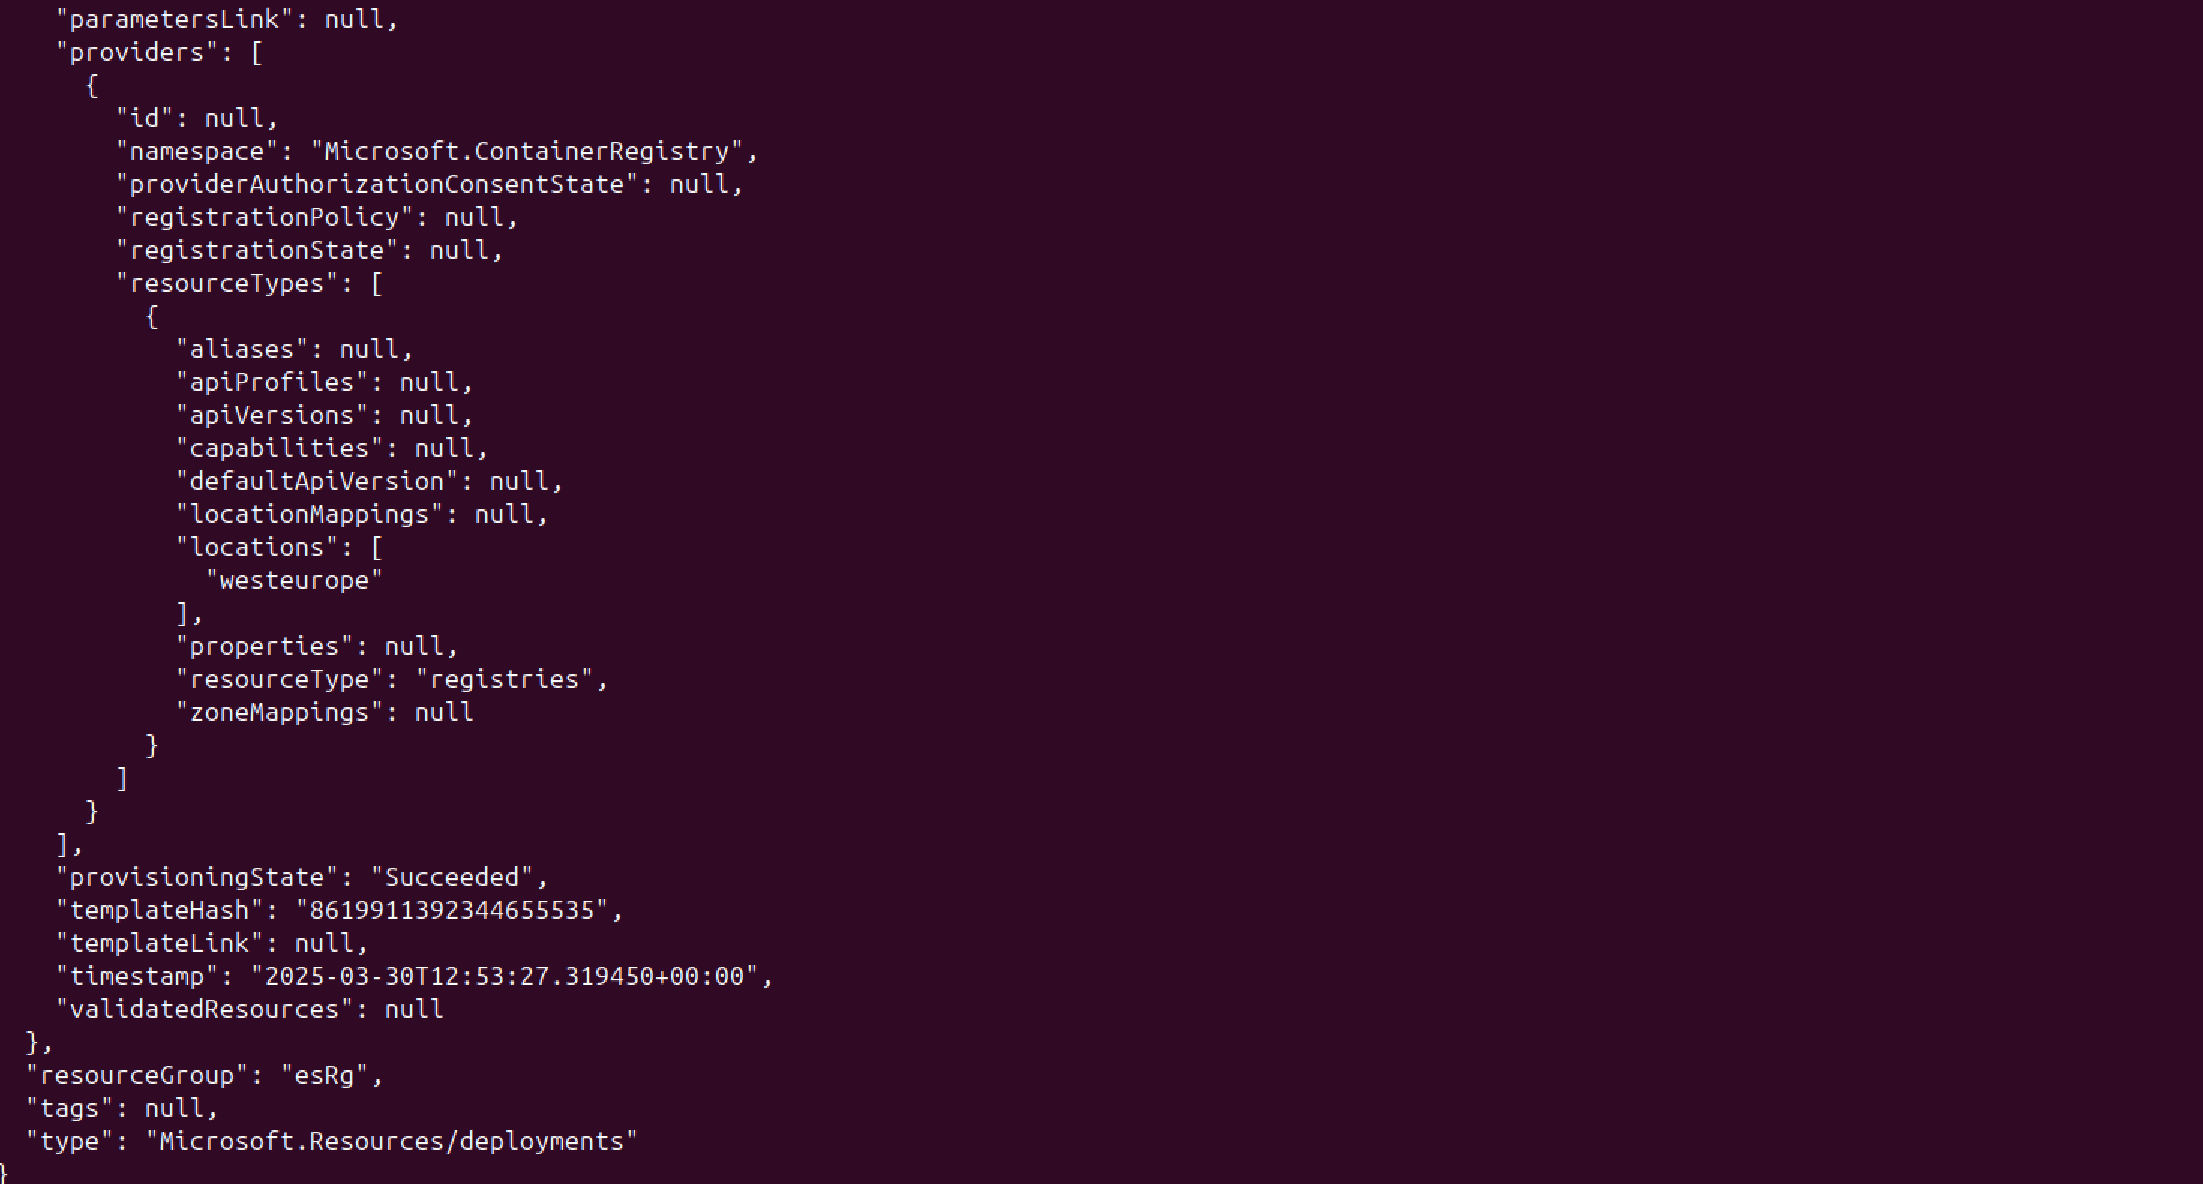 "parametersLink": null,
"providers": [
{
"id": null,
"namespace": "Microsoft.ContainerRegistry",
"providerAuthorizationConsentState": null,
"registrationPolicy": null,
"registrationState": null,
"resourceTypes": [
{
"aliases": null,
"apiProfiles": null,
"apiVersions": null,
"capabilities": null,
"defaultApiVersion": null,
"locationMappings": null,
"locations": [
"westeurope"
],
"properties": null,
"resourceType": "registries",
"zoneMappings": null
}
]
}
],
"provisioningState": "Succeeded",
"templateHash": "8619911392344655535",
"templateLink": null,
"timestamp": "2025-03-30T12:53:27.319450+00:00",
"validatedResources": null
},
"resourceGroup": "esRg",
"tags": null,
"type": "Microsoft.Resources/deployments"
}